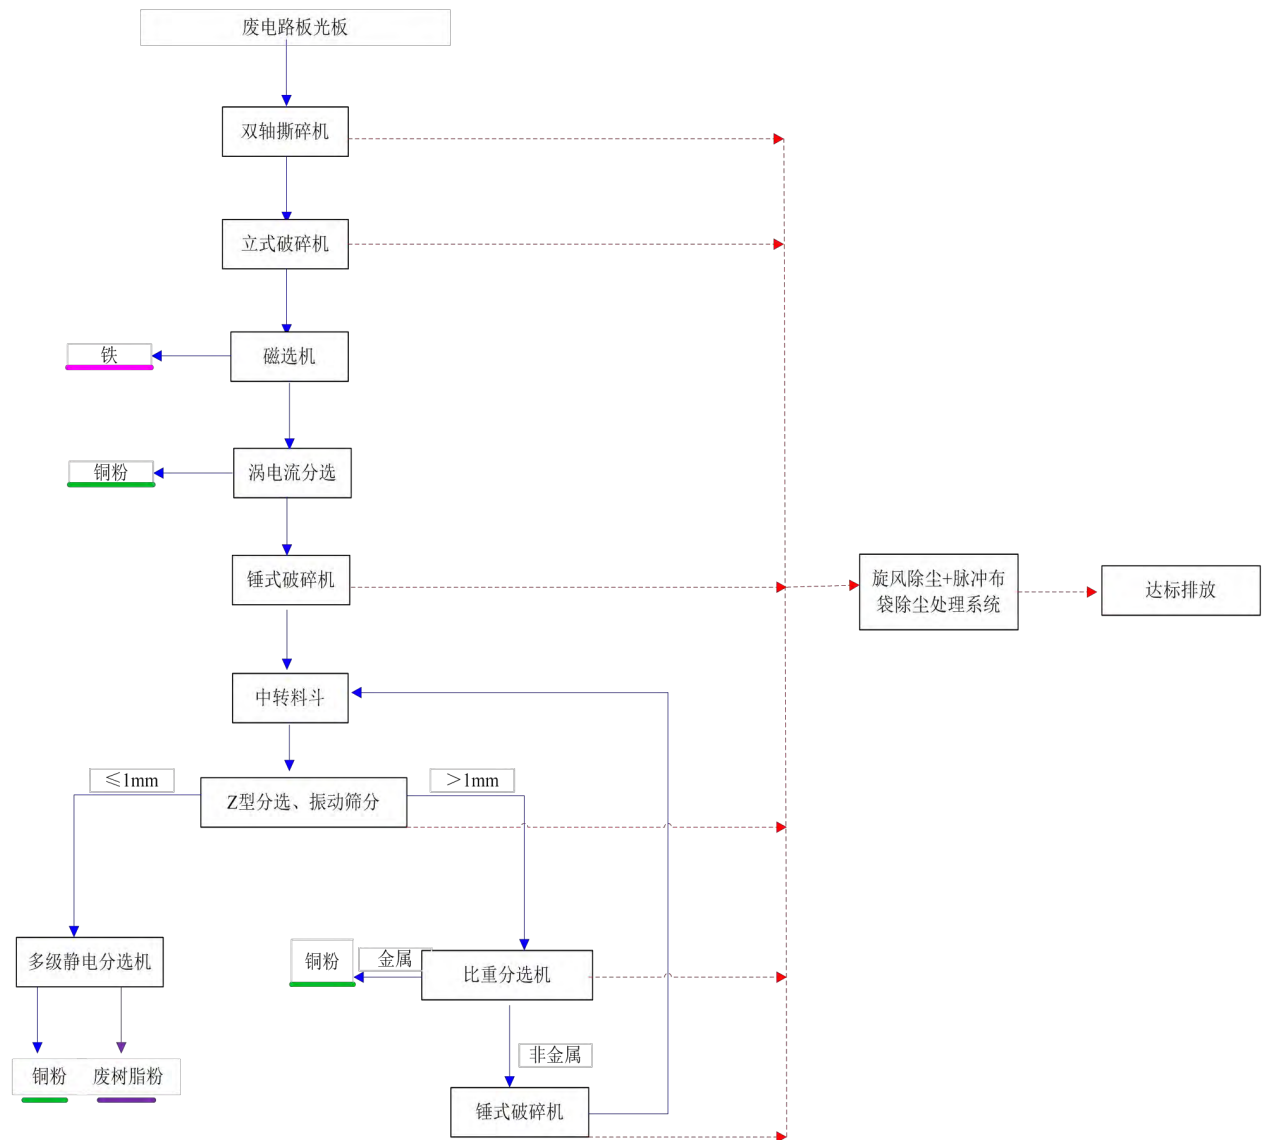 废电路板光板
双轴撕碎机
立式破碎机
铁
磁选机
铜粉
涡电流分选
锤式破碎机
旋风除尘+脉冲布
袋除尘处理系统
达标排放
中转料斗
≤1mm
>1mm
Z型分选、振动筛分
多级静电分选机
铜粉
金属
比重分选机
非金属
铜粉
废树脂粉
锤式破碎机